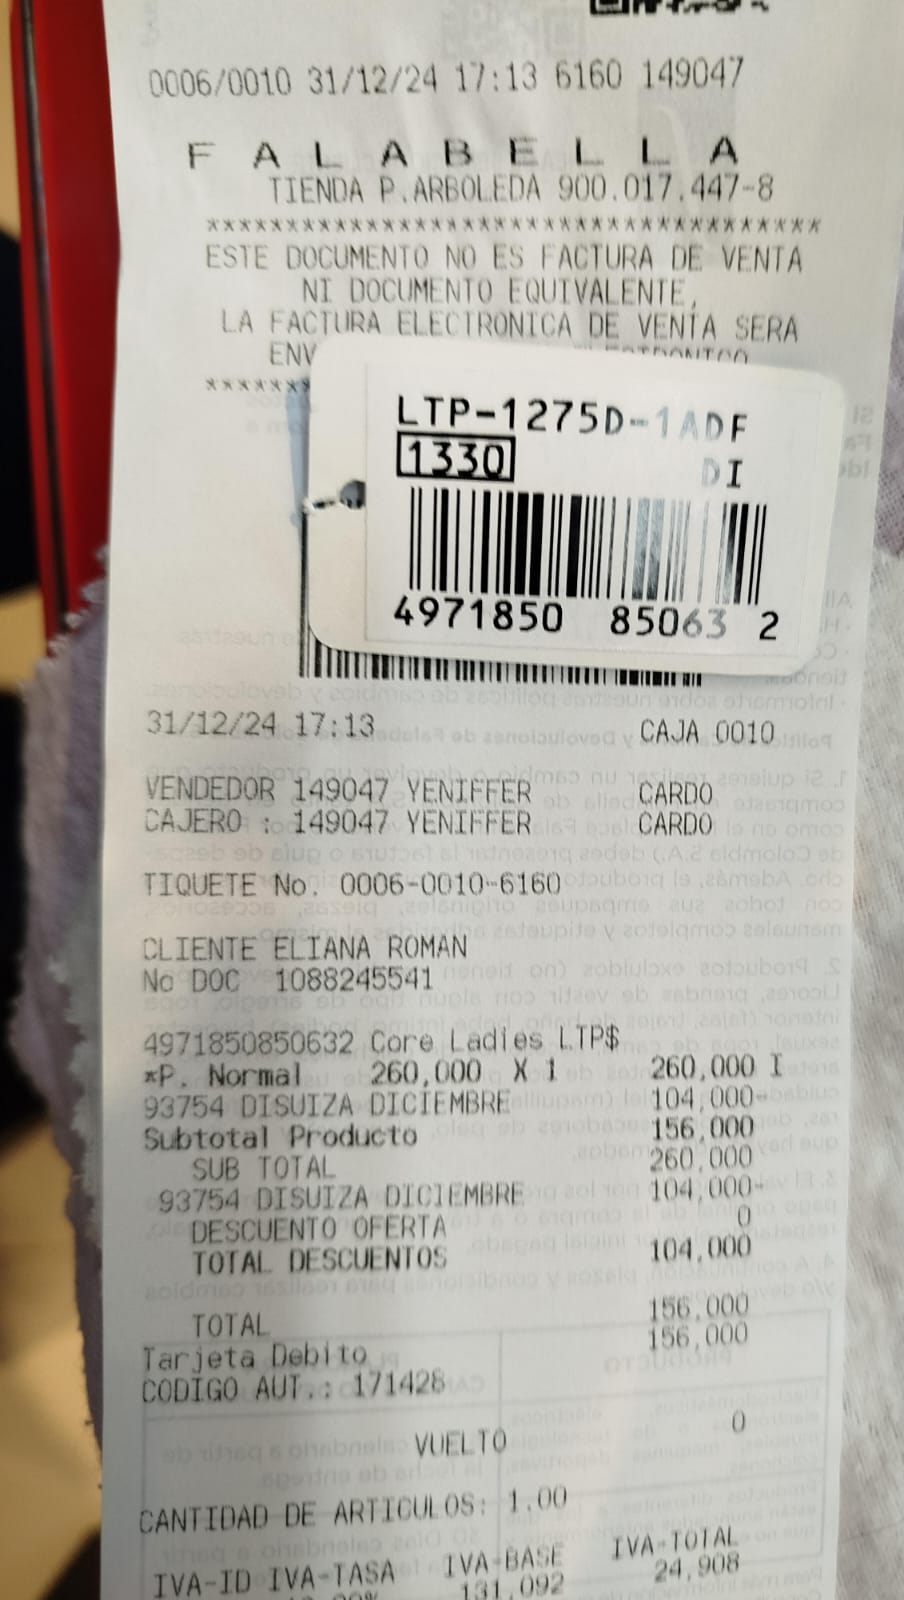 0006/0010 31/12/24 17:13 6160 149047
FALABELLA
TIENDA P.ARBOLEDA 900.017.447-8
**************************************
ESTE DOCUMENTO NO ES FACTURA DE VENTA
NI DOCUMENTO EQUIVALENTE,
LA FACTURA ELECTRONICA DE VENTA SERA
LTP-1275D-1ADF
1330 DI
4971850 85063 2
31/12/24 17:13 CAJA 0010
VENDEDOR 149047 YENIFFER CARDO
CAJERO : 149047 YENIFFER CARDO
TIQUETE No. 0006-0010-6160
CLIENTE ELIANA ROMAN
No DOC 1088245541
4971850850632 Core Ladies LTP$
*P. Normal 260,000 X 1 260,000 I
93754 DISUIZA DICIEMBRE 104,000-
Subtotal Producto 156,000
SUB TOTAL 260,000
93754 DISUIZA DICIEMBRE 104,000-
DESCUENTO OFERTA 0
TOTAL DESCUENTOS 104,000
TOTAL 156,000
Tarjeta Debito 156,000
CODIGO AUT.: 171428
VUELTO 0
CANTIDAD DE ARTICULOS: 1.00
IVA-ID IVA-TASA IVA-BASE IVA-TOTAL
131,092 24,908